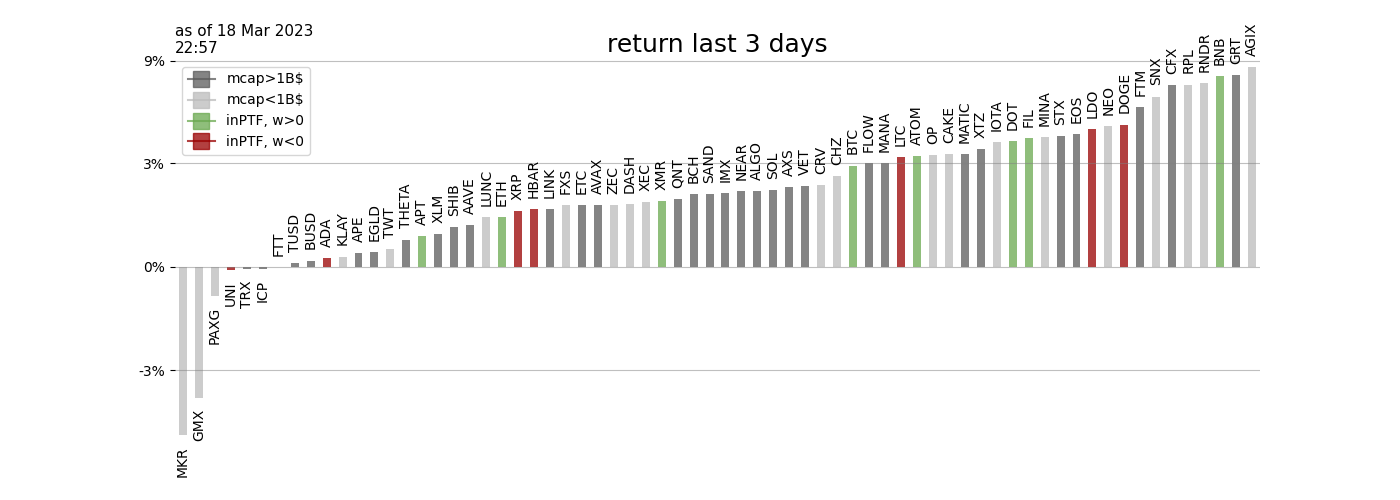 as of 18 Mar 2023
22:57
return last 3 days
9%
3%
0%
-3%
mcap>1B$
mcap<1B$
inPTF, w>0
inPTF, w<0
MKR
GMX
PAXG
UNI
TRX
ICP
FTT
TUSD
BUSD
ADA
KLAY
APE
EGLD
TWT
THETA
APT
XLM
SHIB
AAVE
LUNC
ETH
XRP
HBAR
LINK
FXS
ETC
AVAX
ZEC
DASH
XEC
XMR
QNT
BCH
SAND
IMX
NEAR
ALGO
SOL
AXS
VET
CRV
CHZ
BTC
FLOW
MANA
LTC
ATOM
OP
CAKE
MATIC
XTZ
IOTA
DOT
FIL
MINA
STX
EOS
LDO
NEO
DOGE
FTM
SNX
CFX
RPL
RNDR
BNB
GRT
AGIX